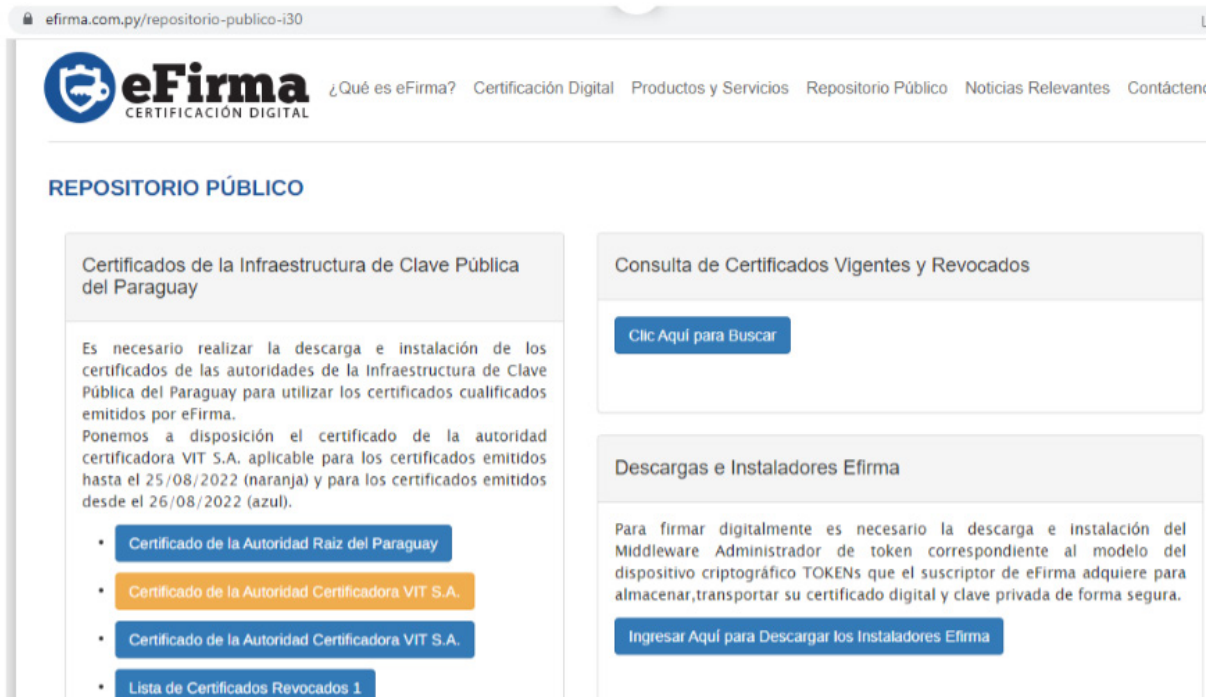 efirma.com.py/repositorio-publico-i30
eFirma
CERTIFICACIÓN DIGITAL
¿Qué es eFirma? Certificación Digital Productos y Servicios Repositorio Público Noticias Relevantes
REPOSITORIO PÚBLICO
Certificados de la Infraestructura de Clave Pública
del Paraguay
Es necesario realizar la descarga e instalación de los
certificados de las autoridades de la Infraestructura de Clave
Pública del Paraguay para utilizar los certificados cualificados
emitidos por eFirma.
Ponemos a disposición el certificado de la autoridad
certificadora VIT S.A. aplicable para los certificados emitidos
hasta el 25/08/2022 (naranja) y para los certificados emitidos
desde el 26/08/2022 (azul).
• Certificado de la Autoridad Raiz del Paraguay
• Certificado de la Autoridad Certificadora VIT S.A.
• Certificado de la Autoridad Certificadora VIT S.A.
• Lista de Certificados Revocados 1
Consulta de Certificados Vigentes y Revocados
Clic Aquí para Buscar
Descargas e Instaladores Efirma
Para firmar digitalmente es necesario la descarga e instalación del
Middleware Administrador de token correspondiente al modelo del
dispositivo criptográfico TOKENs que el suscriptor de eFirma adquiere para
almacenar,transportar su certificado digital y clave privada de forma segura.
Ingresar Aquí para Descargar los Instaladores Efirma